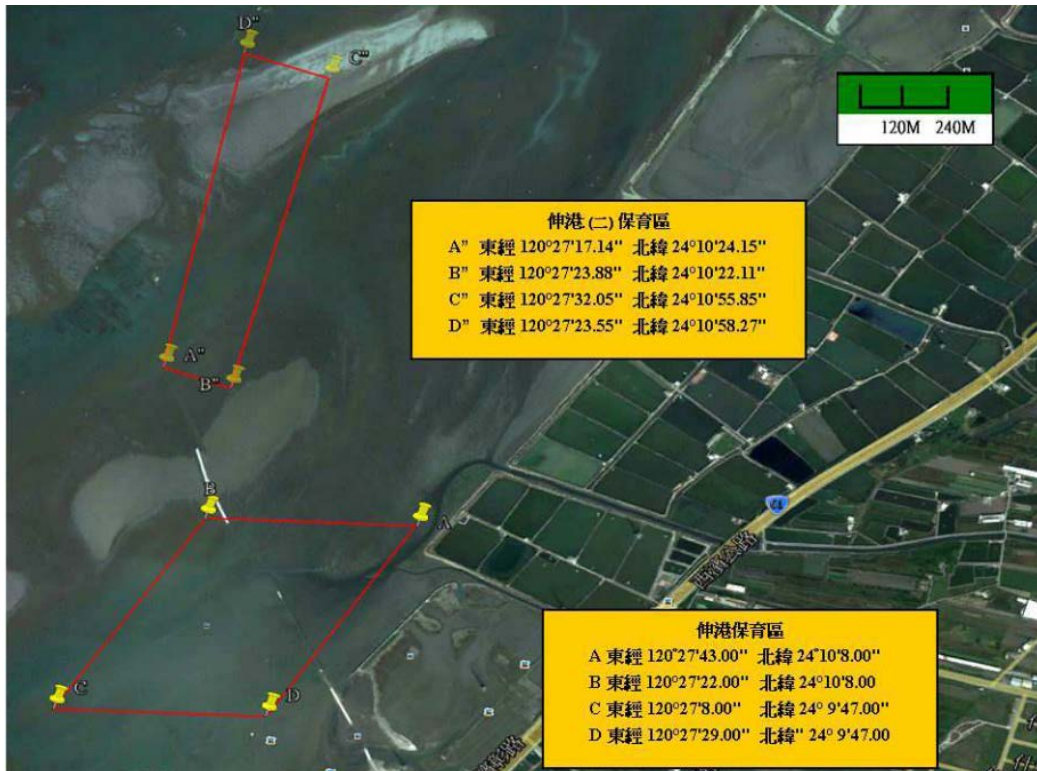 D"
C"
120M 240M
伸港(二)保育區
A" 東經 120°27'17.14" 北緯 24°10'24.15"
B" 東經 120°27'23.88" 北緯 24°10'22.11"
C" 東經 120°27'32.05" 北緯 24°10'55.85"
D" 東經 120°27'23.55" 北緯 24°10'58.27"
A"
B"
B
A
61
西濱公路
C
D
伸港保育區
A 東經 120°27'43.00" 北緯 24°10'8.00"
B 東經 120°27'22.00" 北緯 24°10'8.00
C 東經 120°27'8.00" 北緯 24° 9'47.00"
D 東經 120°27'29.00" 北緯" 24° 9'47.00